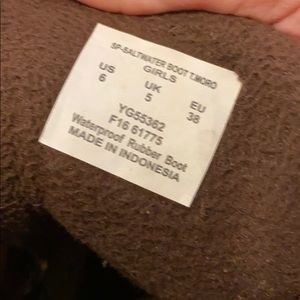 SP-SALTWATER BOOT T.MORO
GIRLS
US UK EU
6 5 38
YG55362
F16 61775
Waterproof Rubber Boot
MADE IN INDONESIA